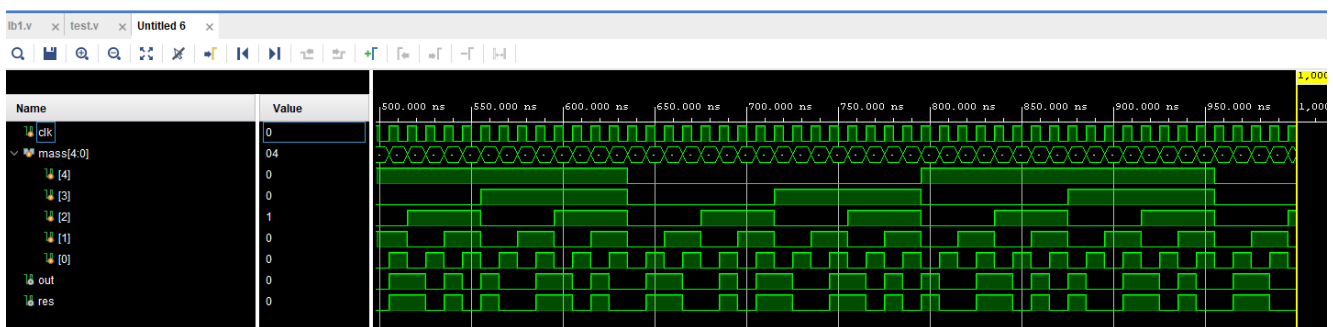 lb1.v × test.v × Untitled 6 ×
1,000
Name Value 500.000 ns 550.000 ns 600.000 ns 650.000 ns 700.000 ns 750.000 ns 800.000 ns 850.000 ns 900.000 ns 950.000 ns 1,000
clk 0
mass[4:0] 04
[4] 0
[3] 0
[2] 1
[1] 0
[0] 0
out 0
res 0